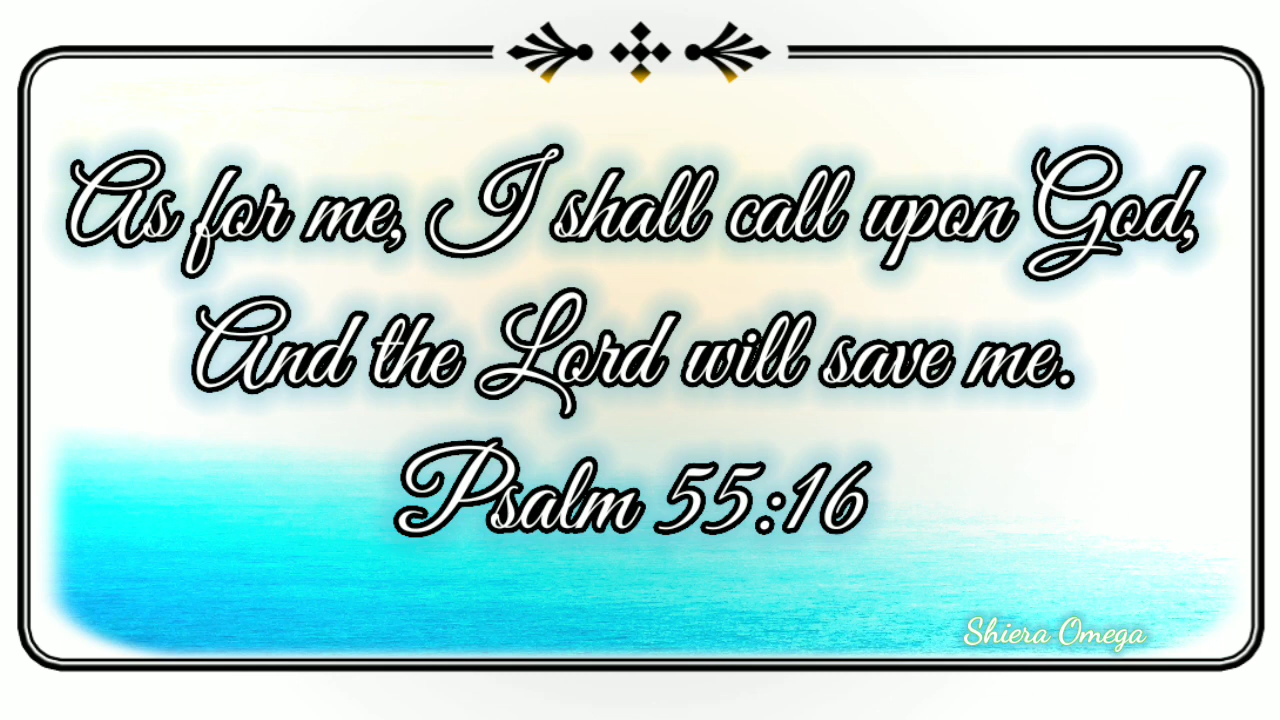 As for me, I shall call upon God,
And the Lord will save me.
Psalm 55:16
Shiera Omega